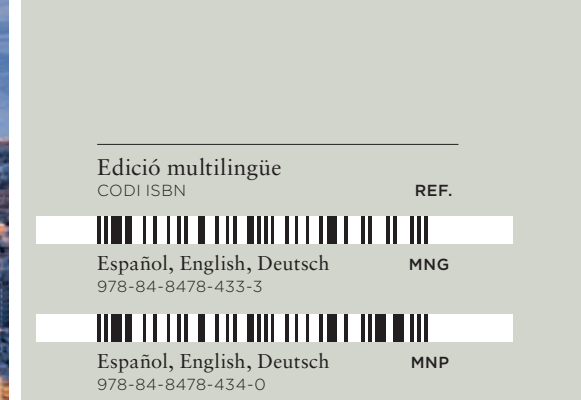 Edició multilingüe
CODI ISBN REF.
Español, English, Deutsch MNG
978-84-8478-433-3
Español, English, Deutsch MNP
978-84-8478-434-0